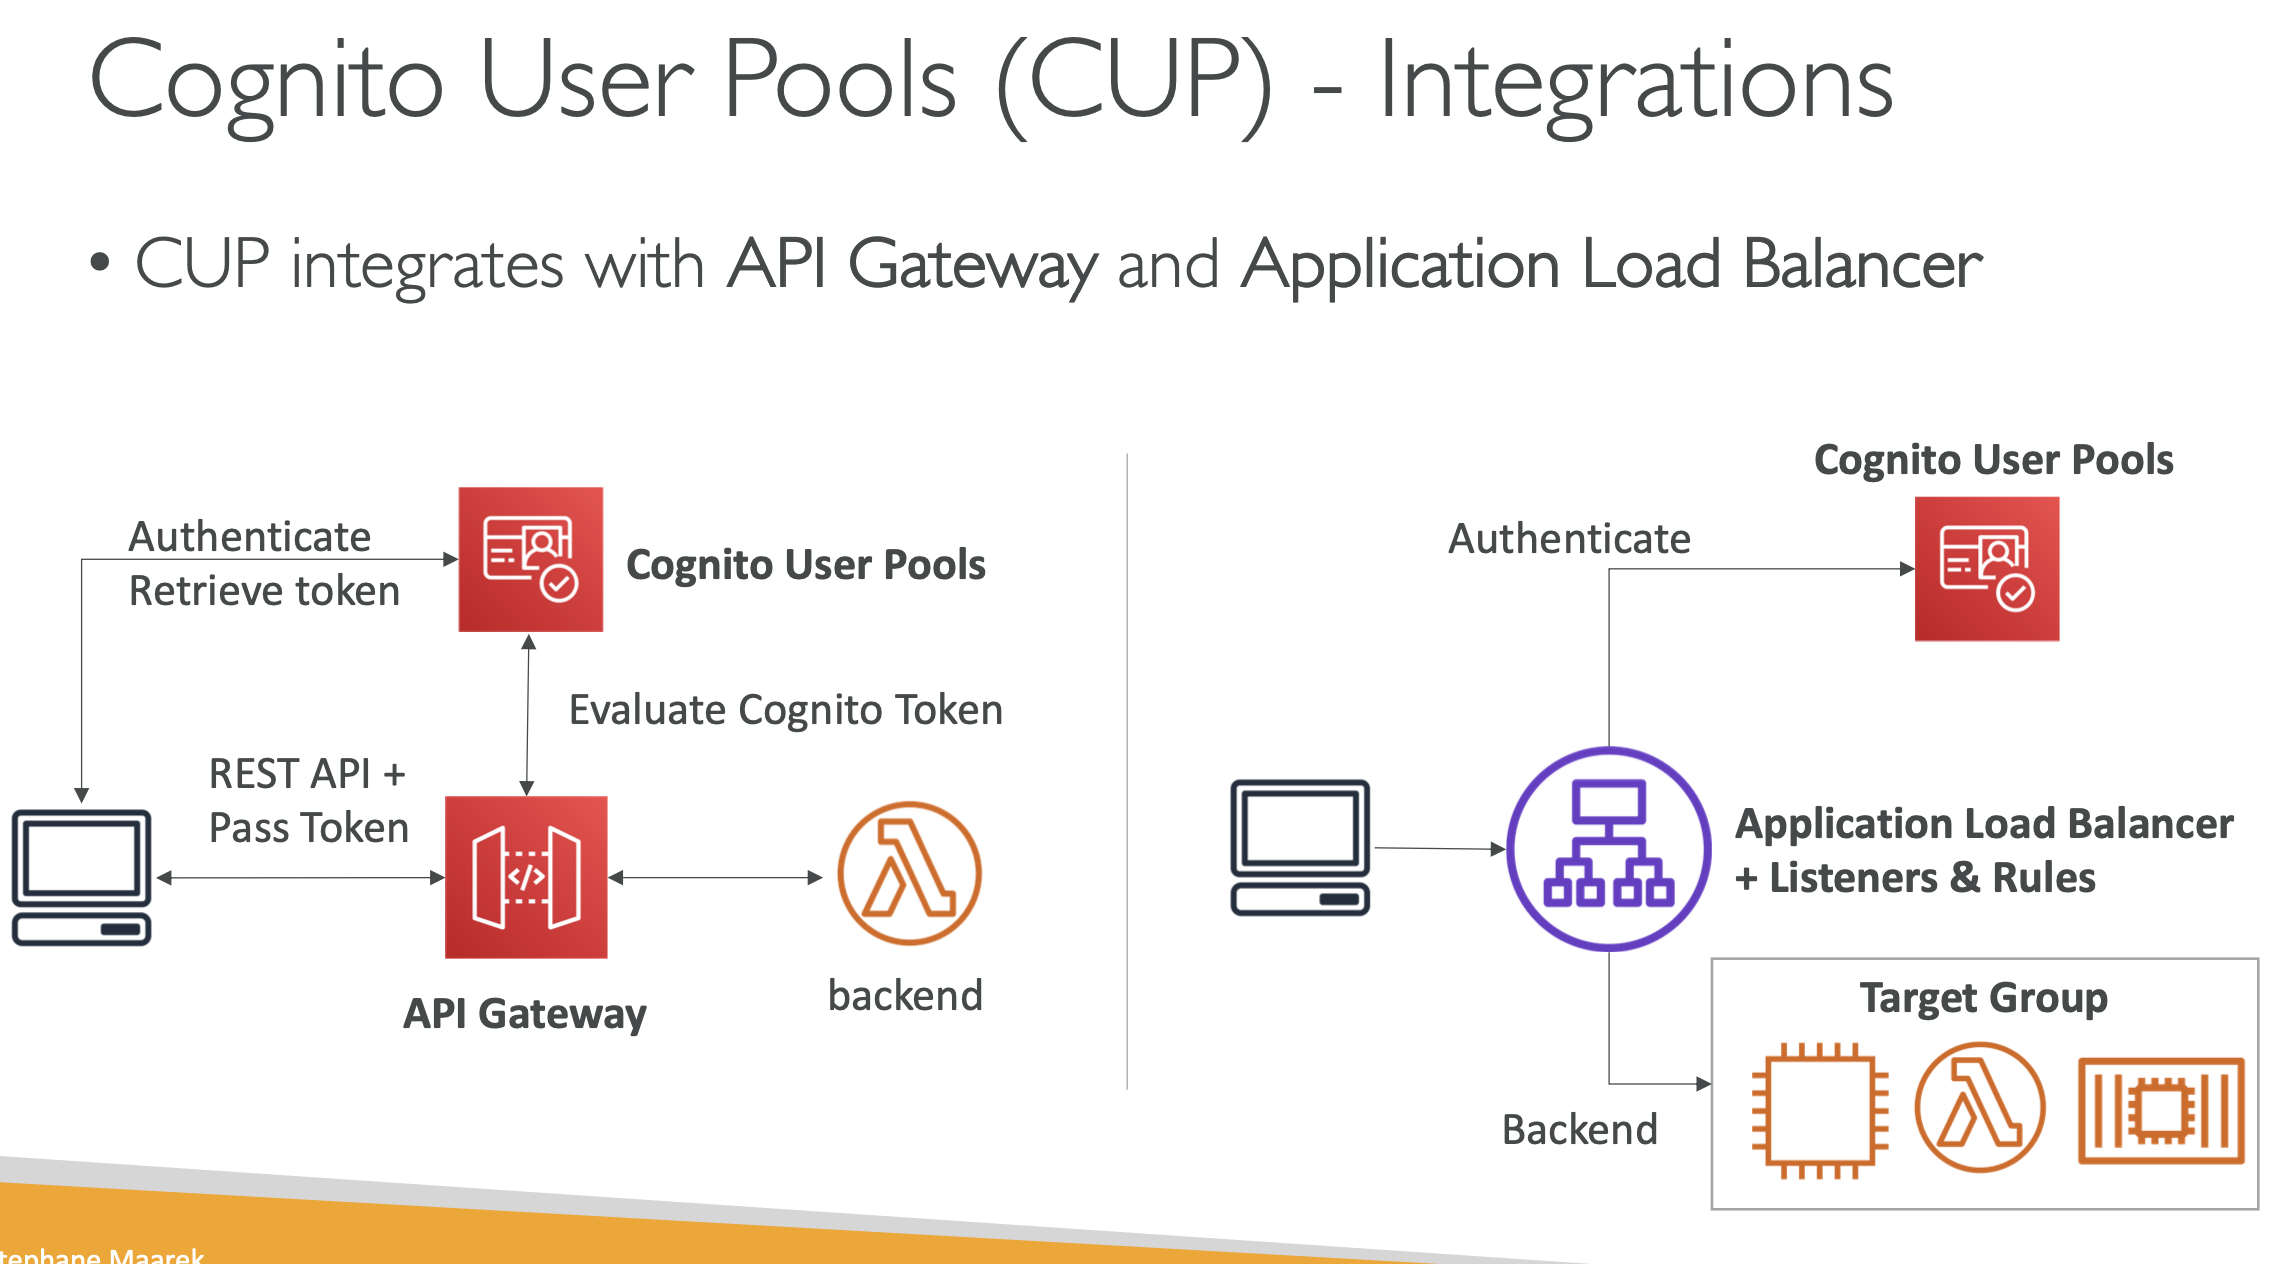 Cognito User Pools (CUP) - Integrations
• CUP integrates with API Gateway and Application Load Balancer
Authenticate
Retrieve token
Cognito User Pools
Evaluate Cognito Token
REST API +
Pass Token
</>
API Gateway
backend
Cognito User Pools
Authenticate
Application Load Balancer
+ Listeners & Rules
Target Group
Backend
tephane Maarek